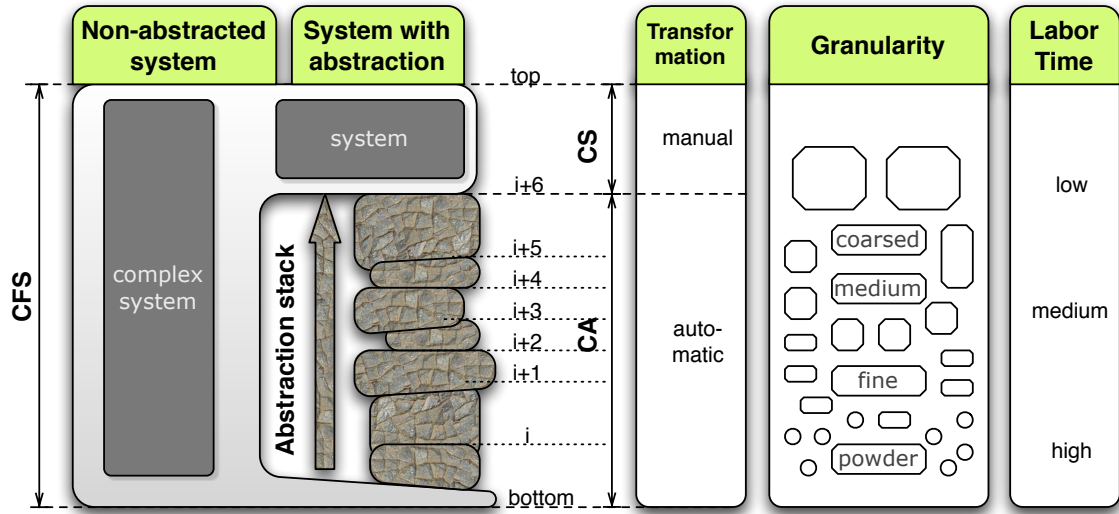 Non-abstracted
system
System with
abstraction
Transfor
mation
Granularity
Labor
Time
top
system
CS
manual
i+6
low
CFS
complex
system
Abstraction stack
i+5
i+4
i+3
i+2
i+1
i
bottom
CA
auto-
matic
coarsed
medium
fine
powder
medium
high